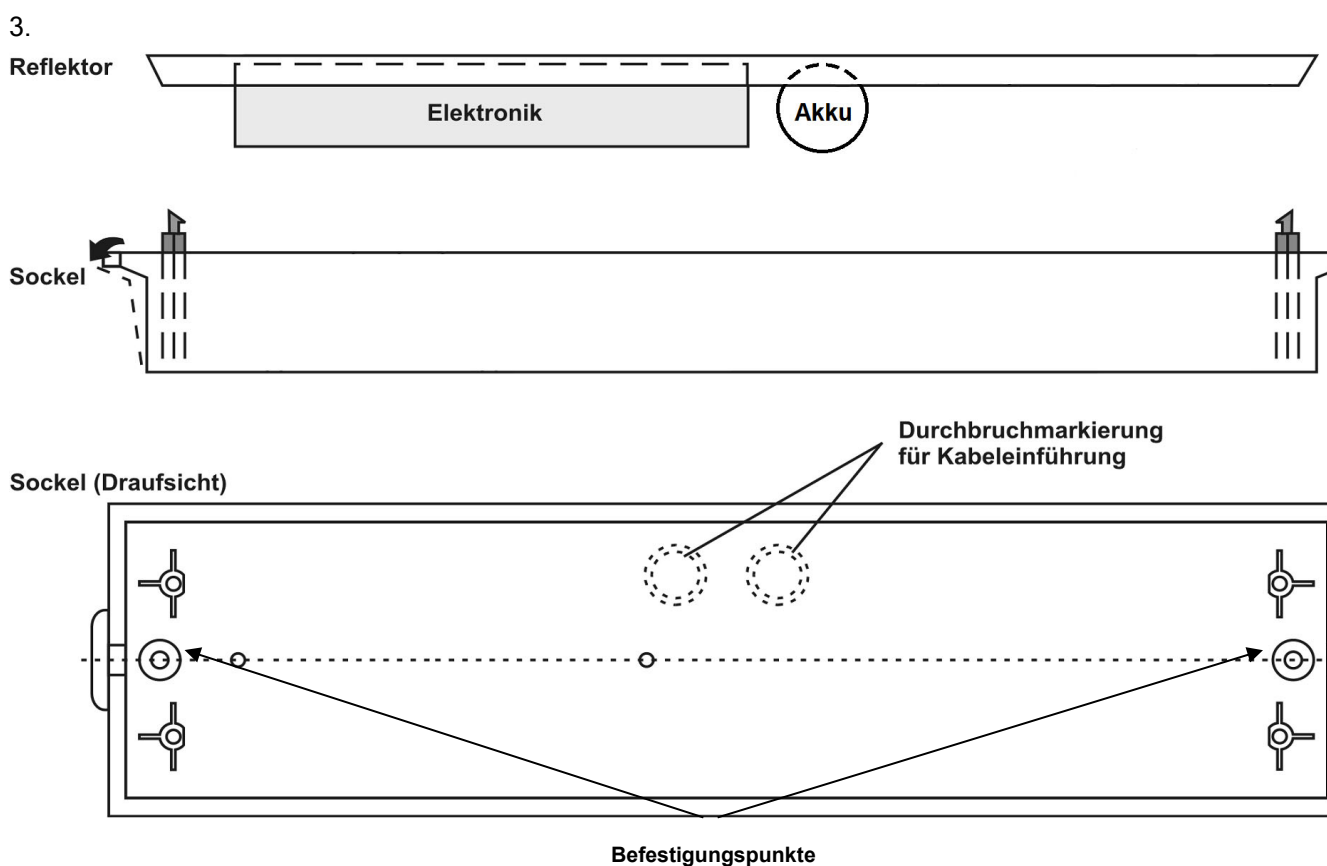 3.
Reflektor
Elektronik
Akku
Sockel
Durchbruchmarkierung
für Kabeleinführung
Sockel (Draufsicht)
Befestigungspunkte